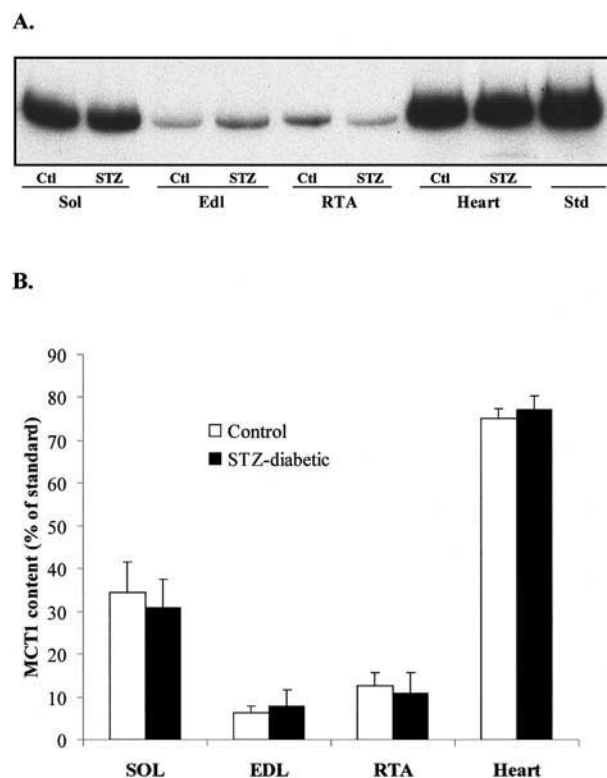 A.
Ctl STZ Ctl STZ Ctl STZ Ctl STZ
Sol Edl RTA Heart Std
B.
90
80
70
60
50
40
30
20
10
0
MCT1 content (% of standard)
Control
STZ-diabetic
SOL EDL RTA Heart